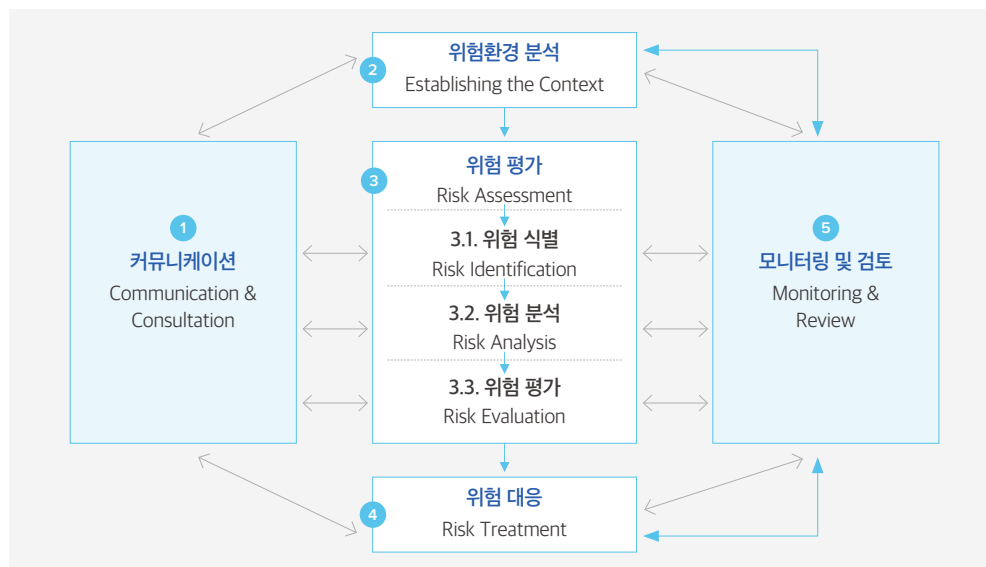 1
커뮤니케이션
Communication &
Consultation
2
위험환경 분석
Establishing the Context
3
위험 평가
Risk Assessment
3.1. 위험 식별
Risk Identification
3.2. 위험 분석
Risk Analysis
3.3. 위험 평가
Risk Evaluation
4
위험 대응
Risk Treatment
5
모니터링 및 검토
Monitoring &
Review